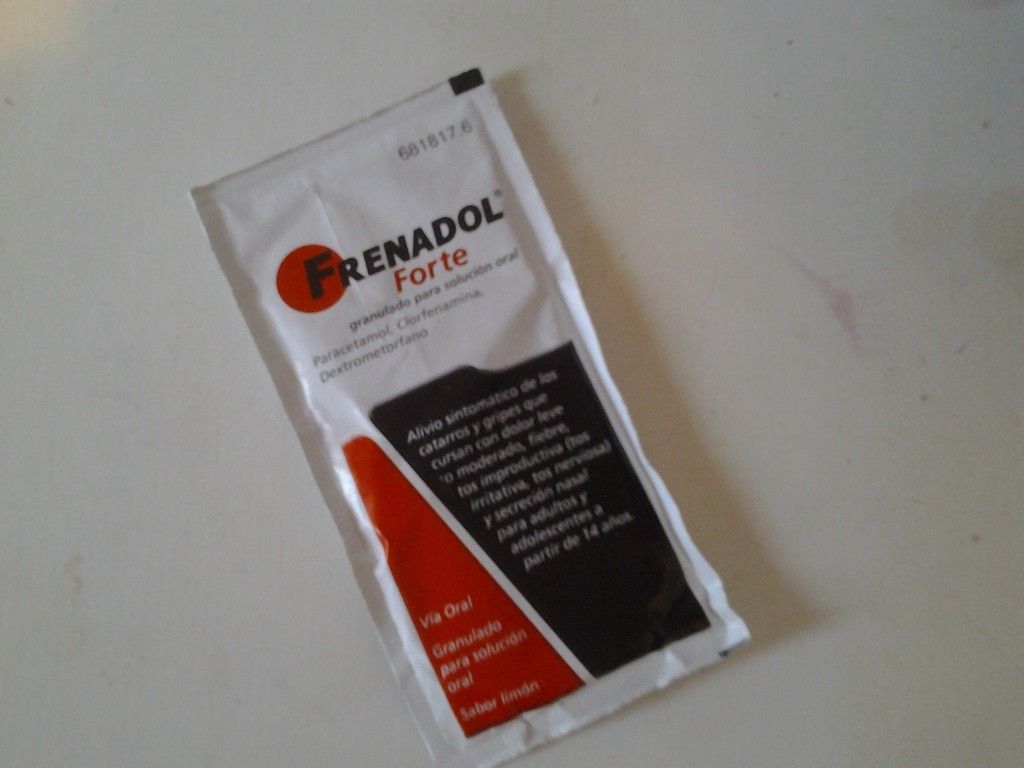 681817.6
FRENADOL®
Forte
granulado para solución oral
Paracetamol, Clorfenamina,
Dextrometorfano
Alivio sintomático de los
catarros y gripes que
cursan con dolor leve
o moderado, fiebre,
tos improductiva (tos
irritativa, tos nerviosa)
y secreción nasal
para adultos y
adolescentes a
partir de 14 años.
Vía Oral
Granulado
para solución
oral
Sabor limón